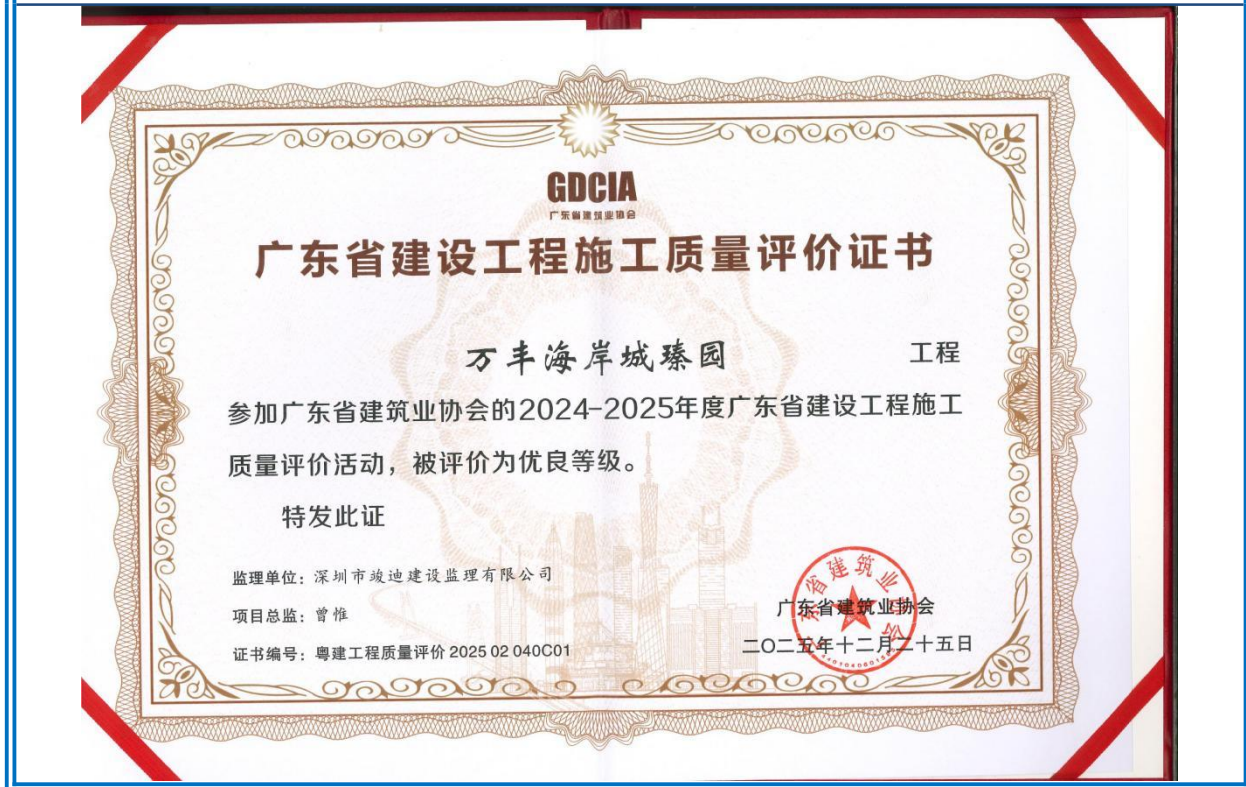 GDCIA
广东省建筑业协会
广东省建设工程施工质量评价证书
万丰海岸城臻园 工程
参加广东省建筑业协会的2024-2025年度广东省建设工程施工
质量评价活动，被评价为优良等级。
特发此证
监理单位：深圳市竣迪建设监理有限公司
项目总监：曾惟
证书编号：粤建工程质量评价 2025 02 040C01
广东省建筑业协会
二〇二五年十二月二十五日
广东省建筑业协会